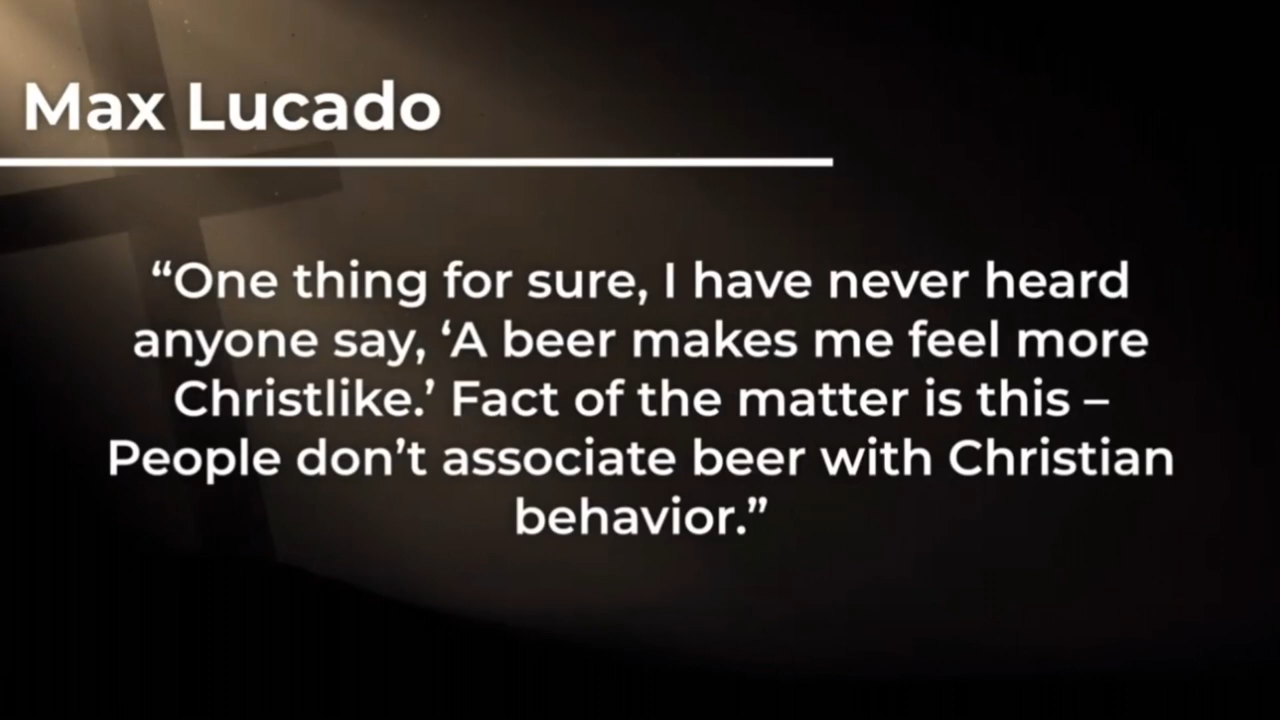 Max Lucado
“One thing for sure, I have never heard
anyone say, ‘A beer makes me feel more
Christlike.’ Fact of the matter is this –
People don’t associate beer with Christian
behavior.”